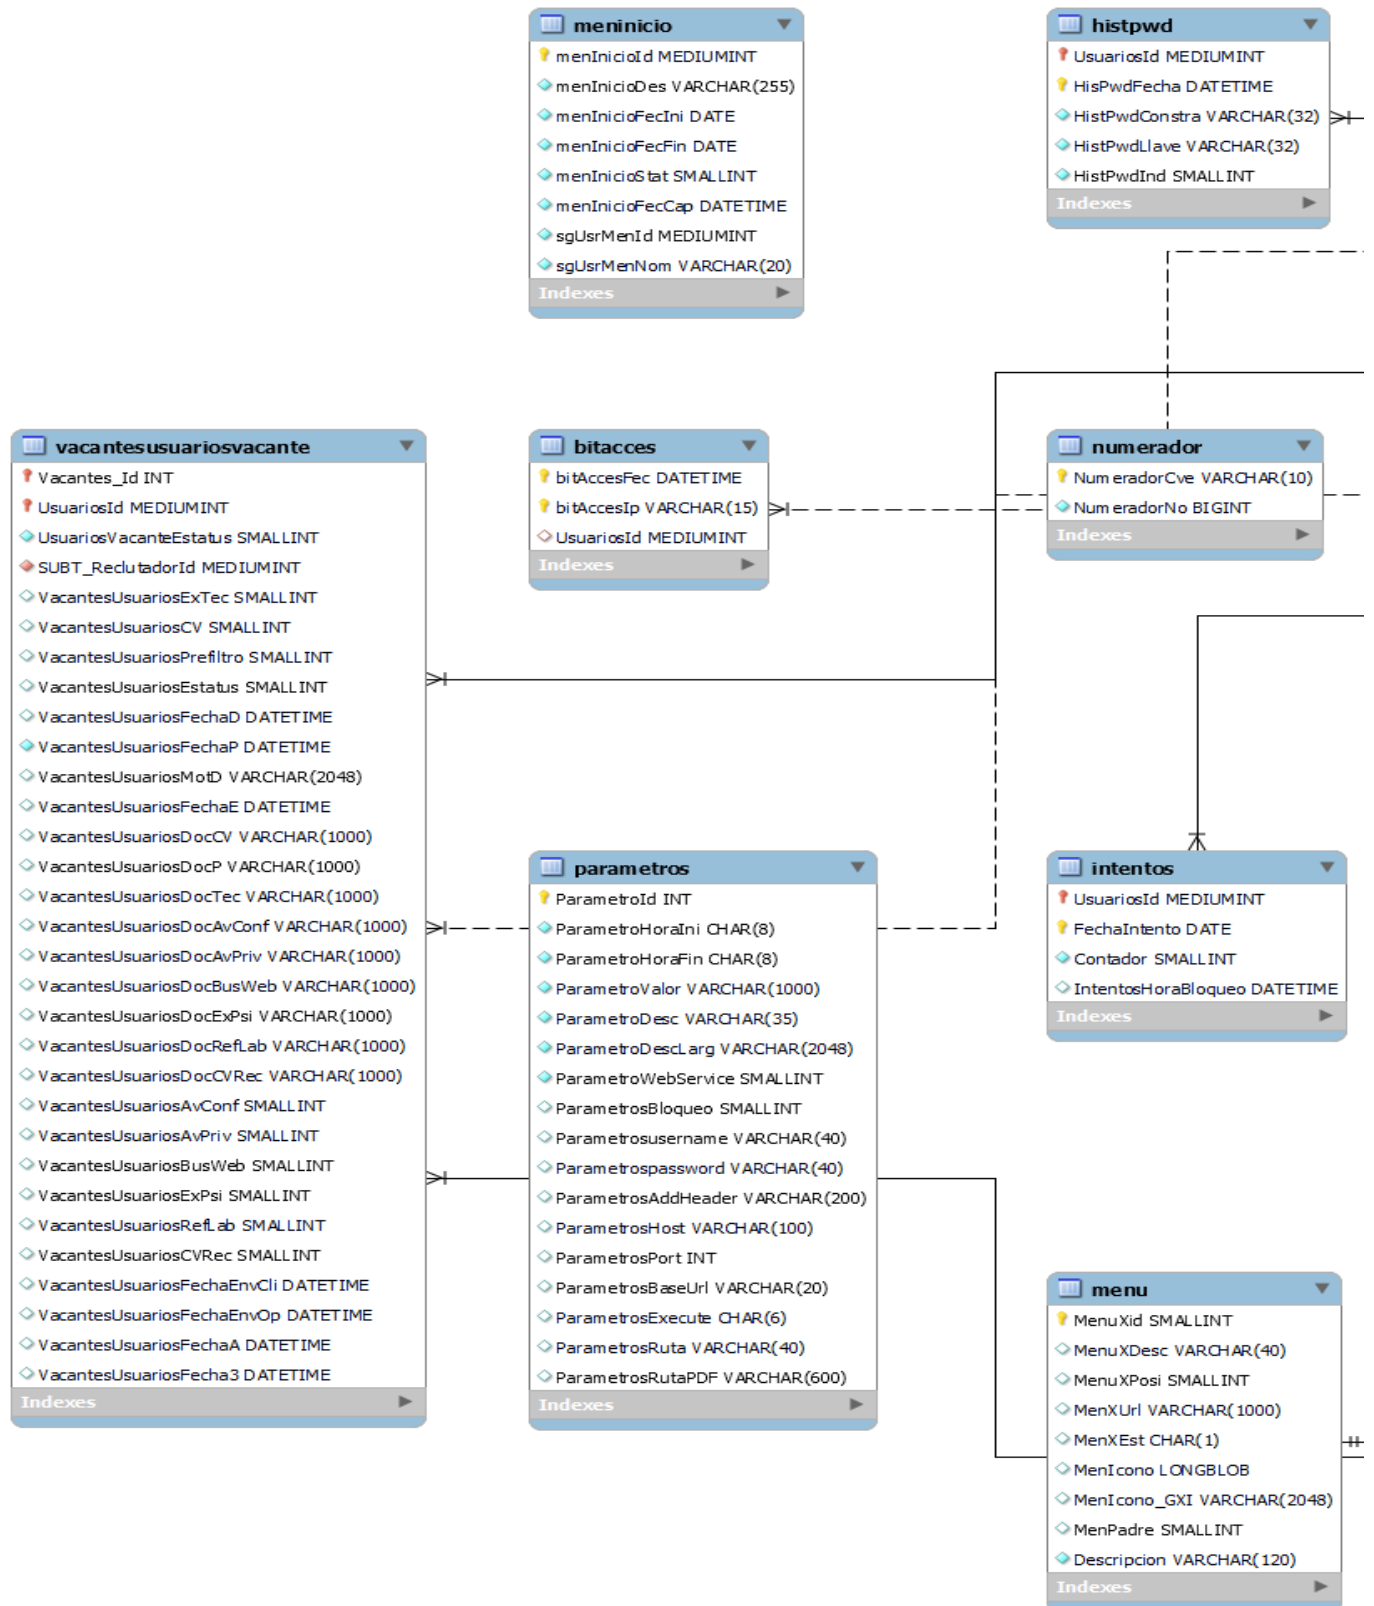 meninicio
menInicioId MEDIUMINT
menInicioDes VARCHAR(255)
menInicioFecIni DATE
menInicioFecFin DATE
menInicioStat SMALLINT
menInicioFecCap DATETIME
sgUsrMenId MEDIUMINT
sgUsrMenNom VARCHAR(20)
Indexes
histpwd
UsuariosId MEDIUMINT
HisPwdFecha DATETIME
HistPwdConstra VARCHAR(32)
HistPwdLlave VARCHAR(32)
HistPwdInd SMALLINT
Indexes
vacantesusuariosvacante
Vacantes_Id INT
UsuariosId MEDIUMINT
UsuariosVacanteEstatus SMALLINT
SUBT_ReclutadorId MEDIUMINT
VacantesUsuariosExTec SMALLINT
VacantesUsuariosCV SMALLINT
VacantesUsuariosPrefiltro SMALLINT
VacantesUsuariosEstatus SMALLINT
VacantesUsuariosFechaD DATETIME
VacantesUsuariosFechaP DATETIME
VacantesUsuariosMotD VARCHAR(2048)
VacantesUsuariosFechaE DATETIME
VacantesUsuariosDocCV VARCHAR(1000)
VacantesUsuariosDocP VARCHAR(1000)
VacantesUsuariosDocTec VARCHAR(1000)
VacantesUsuariosDocAvConf VARCHAR(1000)
VacantesUsuariosDocAvPriv VARCHAR(1000)
VacantesUsuariosDocBusWeb VARCHAR(1000)
VacantesUsuariosDocExPsi VARCHAR(1000)
VacantesUsuariosDocRefLab VARCHAR(1000)
VacantesUsuariosDocCVRec VARCHAR(1000)
VacantesUsuariosAvConf SMALLINT
VacantesUsuariosAvPriv SMALLINT
VacantesUsuariosBusWeb SMALLINT
VacantesUsuariosExPsi SMALLINT
VacantesUsuariosRefLab SMALLINT
VacantesUsuariosCVRec SMALLINT
VacantesUsuariosFechaEnvCli DATETIME
VacantesUsuariosFechaEnvOp DATETIME
VacantesUsuariosFechaA DATETIME
VacantesUsuariosFecha3 DATETIME
Indexes
bitacces
bitAccesFec DATETIME
bitAccesIp VARCHAR(15)
UsuariosId MEDIUMINT
Indexes
numerador
NumeradorCve VARCHAR(10)
NumeradorNo BIGINT
Indexes
parametros
ParametroId INT
ParametroHoraIni CHAR(8)
ParametroHoraFin CHAR(8)
ParametroValor VARCHAR(1000)
ParametroDesc VARCHAR(35)
ParametroDescLarg VARCHAR(2048)
ParametroWebService SMALLINT
ParametrosBloqueo SMALLINT
Parametrosusername VARCHAR(40)
Parametrospassword VARCHAR(40)
ParametrosAddHeader VARCHAR(200)
ParametrosHost VARCHAR(100)
ParametrosPort INT
ParametrosBaseUrl VARCHAR(20)
ParametrosExecute CHAR(6)
ParametrosRuta VARCHAR(40)
ParametrosRutaPDF VARCHAR(600)
Indexes
intentos
UsuariosId MEDIUMINT
FechaIntento DATE
Contador SMALLINT
IntentosHoraBloqueo DATETIME
Indexes
menu
MenuXid SMALLINT
MenuXDesc VARCHAR(40)
MenuXPosi SMALLINT
MenXUrl VARCHAR(1000)
MenXEst CHAR(1)
MenIcono LONGBLOB
MenIcono_GXI VARCHAR(2048)
MenPadre SMALLINT
Descripcion VARCHAR(120)
Indexes